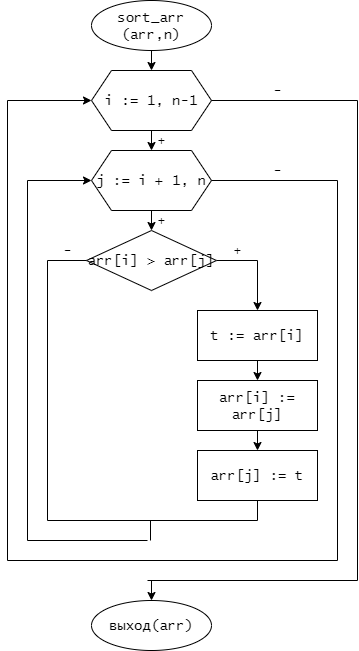 sort_arr
(arr,n)
i := 1, n-1
-
+
j := i + 1, n
-
+
arr[i] > arr[j]
-
+
t := arr[i]
arr[i] :=
arr[j]
arr[j] := t
выход(arr)